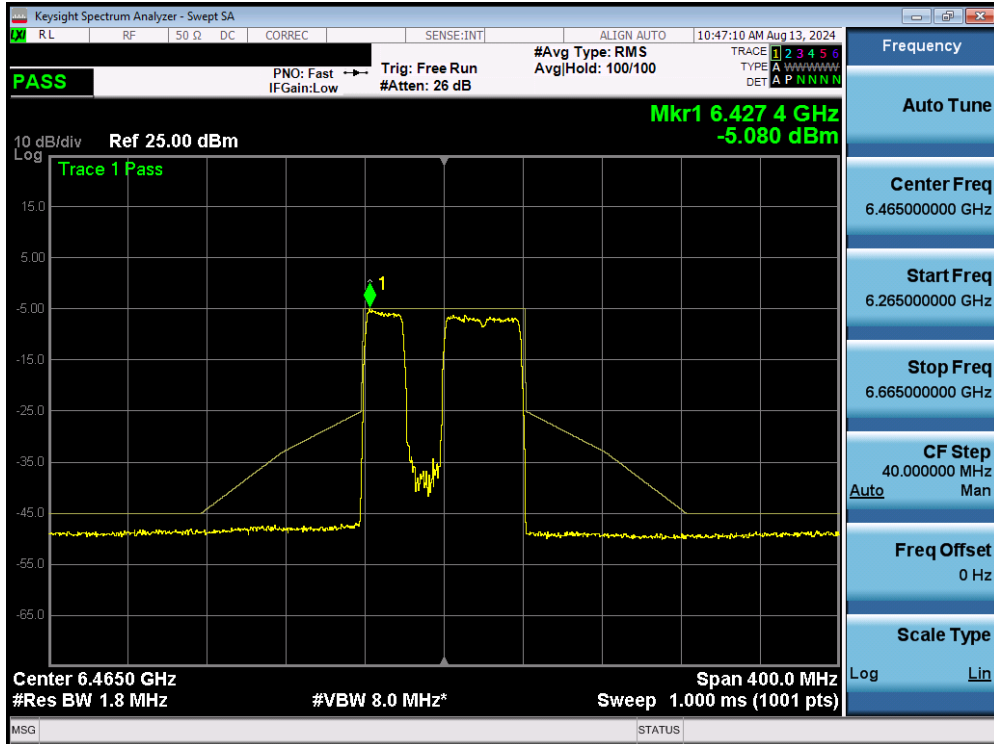 Keysight Spectrum Analyzer - Swept SA
LXI RL RF 50 Ω DC CORREC SENSE:INT ALIGN AUTO 10:47:10 AM Aug 13, 2024
PASS
PNO: Fast
IFGain:Low
Trig: Free Run
#Atten: 26 dB
#Avg Type: RMS
Avg|Hold: 100/100
TRACE 1 2 3 4 5 6
TYPE A WWWWW
DET A P N N N N
Mkr1 6.427 4 GHz
-5.080 dBm
10 dB/div Ref 25.00 dBm
Log
Trace 1 Pass
15.0
5.00
1
-5.00
-15.0
-25.0
-35.0
-45.0
-55.0
-65.0
Center 6.4650 GHz Span 400.0 MHz
#Res BW 1.8 MHz #VBW 8.0 MHz* Sweep 1.000 ms (1001 pts)
MSG STATUS
Frequency
Auto Tune
Center Freq
6.465000000 GHz
Start Freq
6.265000000 GHz
Stop Freq
6.665000000 GHz
CF Step
40.000000 MHz
Auto Man
Freq Offset
0 Hz
Scale Type
Log Lin